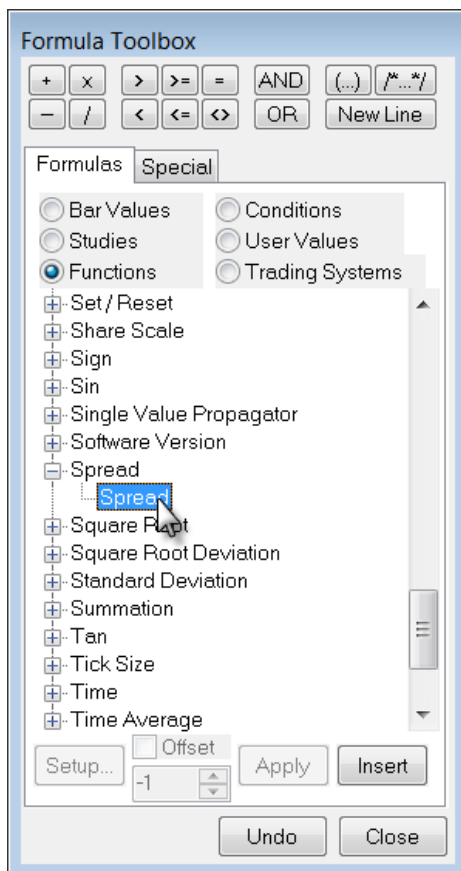 Formula Toolbox
+ x > >= = AND (...) /*...*/
– / < <= <> OR New Line
Formulas Special
Bar Values Conditions
Studies User Values
Functions Trading Systems
Set / Reset
Share Scale
Sign
Sin
Single Value Propagator
Software Version
Spread
Spread
Square Root
Square Root Deviation
Standard Deviation
Summation
Tan
Tick Size
Time
Time Average
Setup... Offset Apply Insert
-1
Undo Close